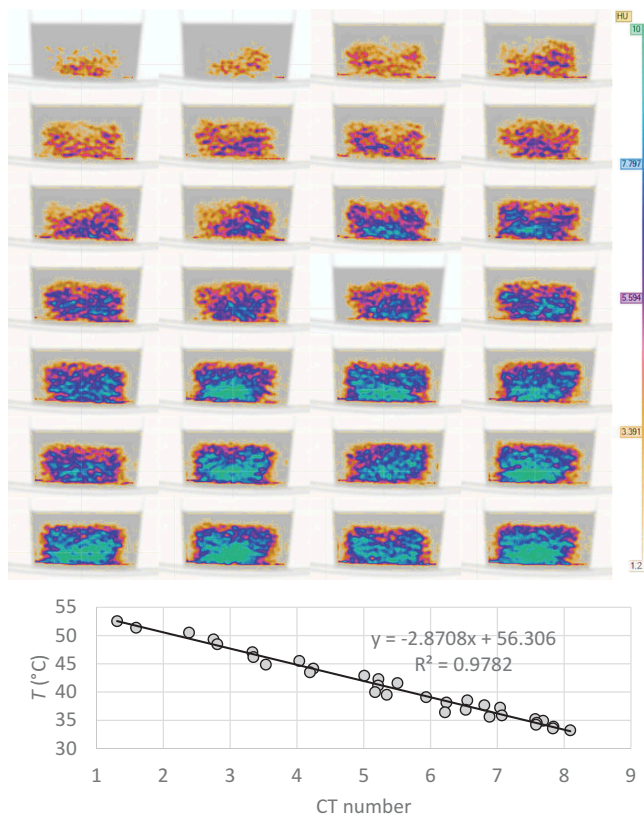 HU
10
7.797
5.594
3.391
1.2
55
50
45
40
35
30
T (°C)
y = -2.8708x + 56.306
R² = 0.9782
1 2 3 4 5 6 7 8 9
CT number